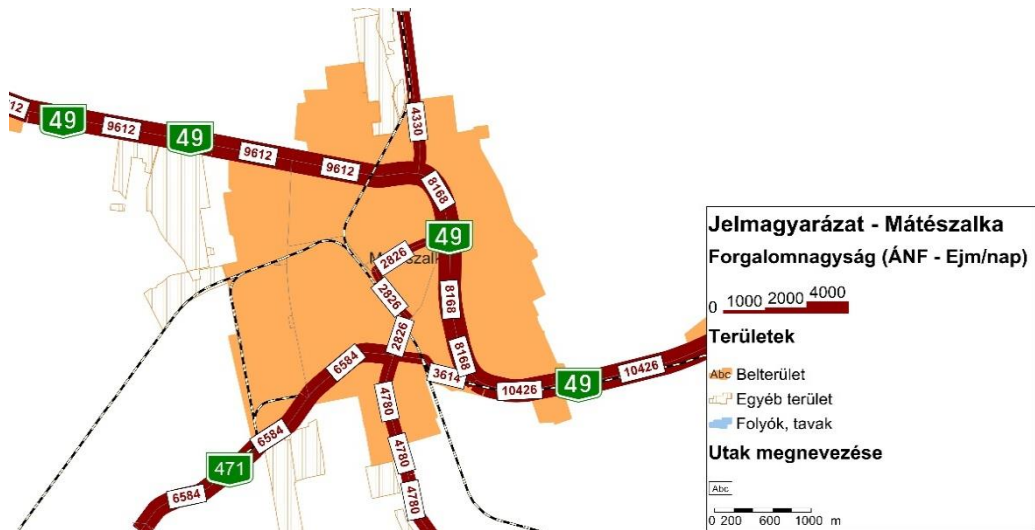 49
9612
49
9612
9612
4330
8168
49
2826
2826
2826
8168
8168
6584
3614
10426
49
10426
4780
6584
471
4780
6584
4780
Jelmagyarázat - Mátészalka
Forgalomnagyság (ÁNF - Ejm/nap)
0 1000 2000 4000
Területek
Abc Belterület
Egyéb terület
Folyók, tavak
Utak megnevezése
Abc
0 200 600 1000 m